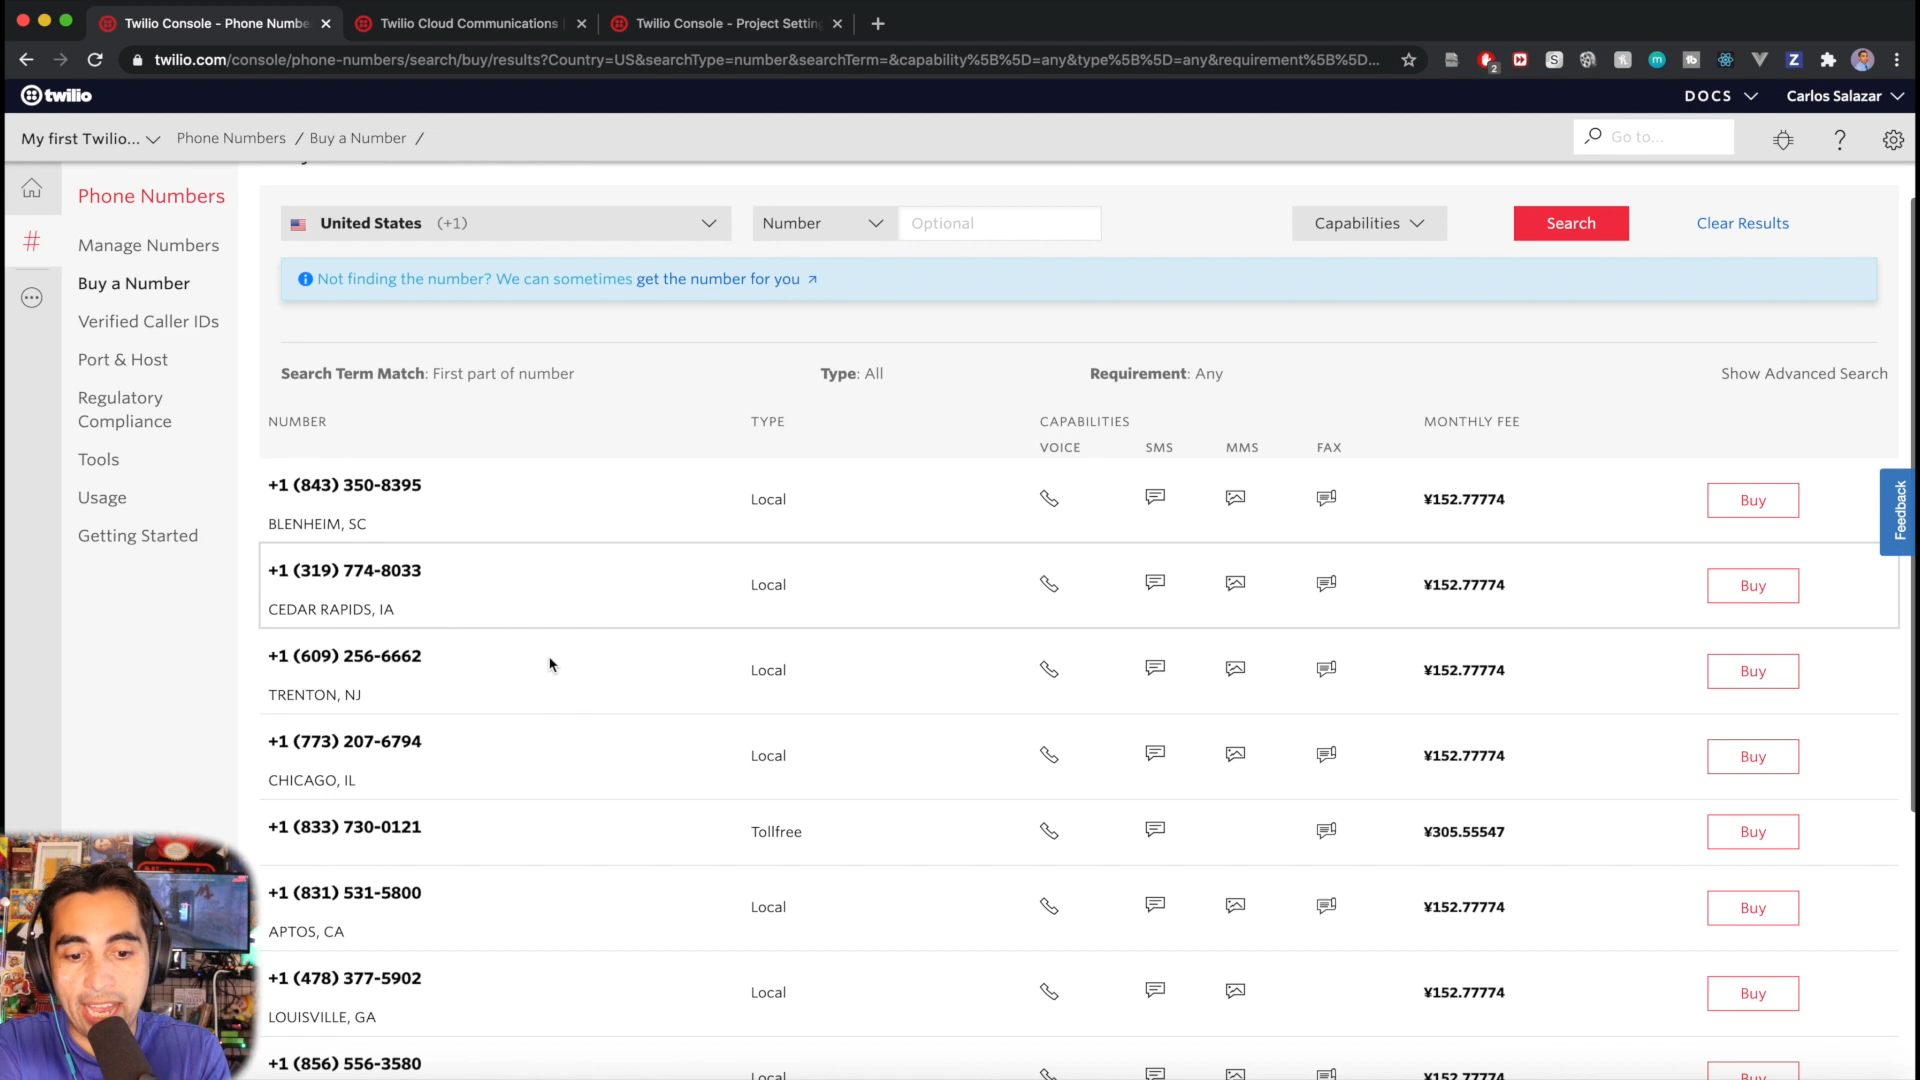 Twilio Console - Phone Numbe
Twilio Cloud Communications
Twilio Console - Project Settin
twilio.com/console/phone-numbers/search/buy/results?Country=US&searchType=number&searchTerm=&capability%5B%5D=any&type%5B%5D=any&requirement%5B%5D...
twilio
DOCS
Carlos Salazar
My first Twilio...
Phone Numbers / Buy a Number /
Go to...
Phone Numbers
Manage Numbers
Buy a Number
Verified Caller IDs
Port & Host
Regulatory
Compliance
Tools
Usage
Getting Started
United States (+1)
Number
Optional
Capabilities
Search
Clear Results
Not finding the number? We can sometimes get the number for you
Search Term Match: First part of number
Type: All
Requirement: Any
Show Advanced Search
NUMBER TYPE CAPABILITIES MONTHLY FEE
VOICE SMS MMS FAX
+1 (843) 350-8395
BLENHEIM, SC
Local ¥152.77774 Buy
+1 (319) 774-8033
CEDAR RAPIDS, IA
Local ¥152.77774 Buy
+1 (609) 256-6662
TRENTON, NJ
Local ¥152.77774 Buy
+1 (773) 207-6794
CHICAGO, IL
Local ¥152.77774 Buy
+1 (833) 730-0121
Tollfree ¥305.55547 Buy
+1 (831) 531-5800
APTOS, CA
Local ¥152.77774 Buy
+1 (478) 377-5902
LOUISVILLE, GA
Local ¥152.77774 Buy
+1 (856) 556-3580
Local ¥152.77774 Buy
Feedback